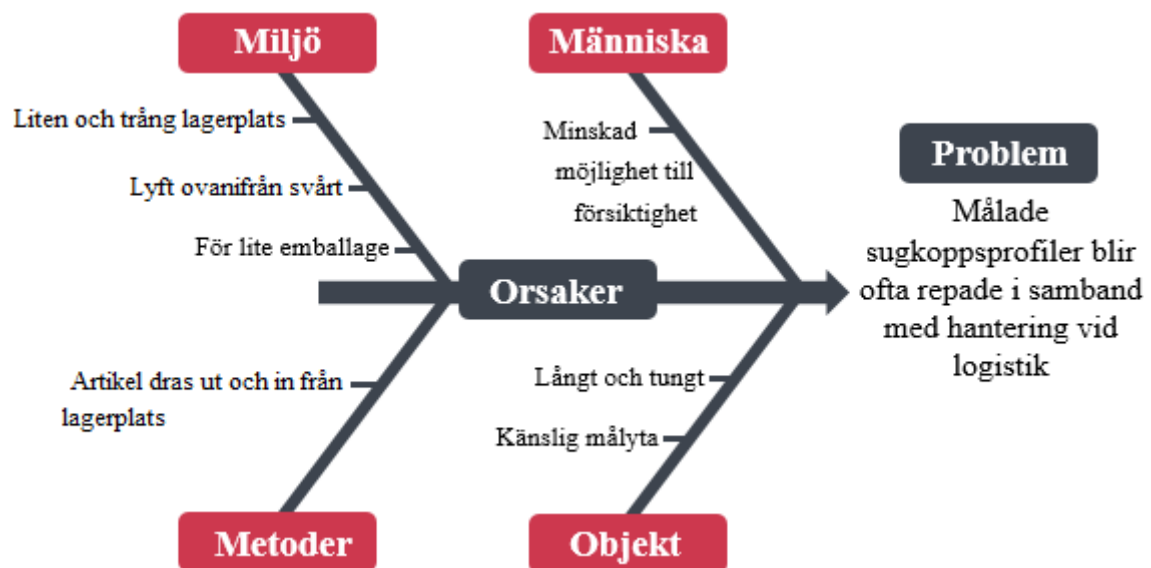 Miljö
Människa
Liten och trång lagerplats
Lyft ovanifrån svårt
För lite emballage
Minskad
möjlighet till
försiktighet
Problem
Målade
sugkoppsprofiler blir
ofta repade i samband
med hantering vid
logistik
Orsaker
Artikel dras ut och in från
lagerplats
Långt och tungt
Känslig målyta
Metoder
Objekt